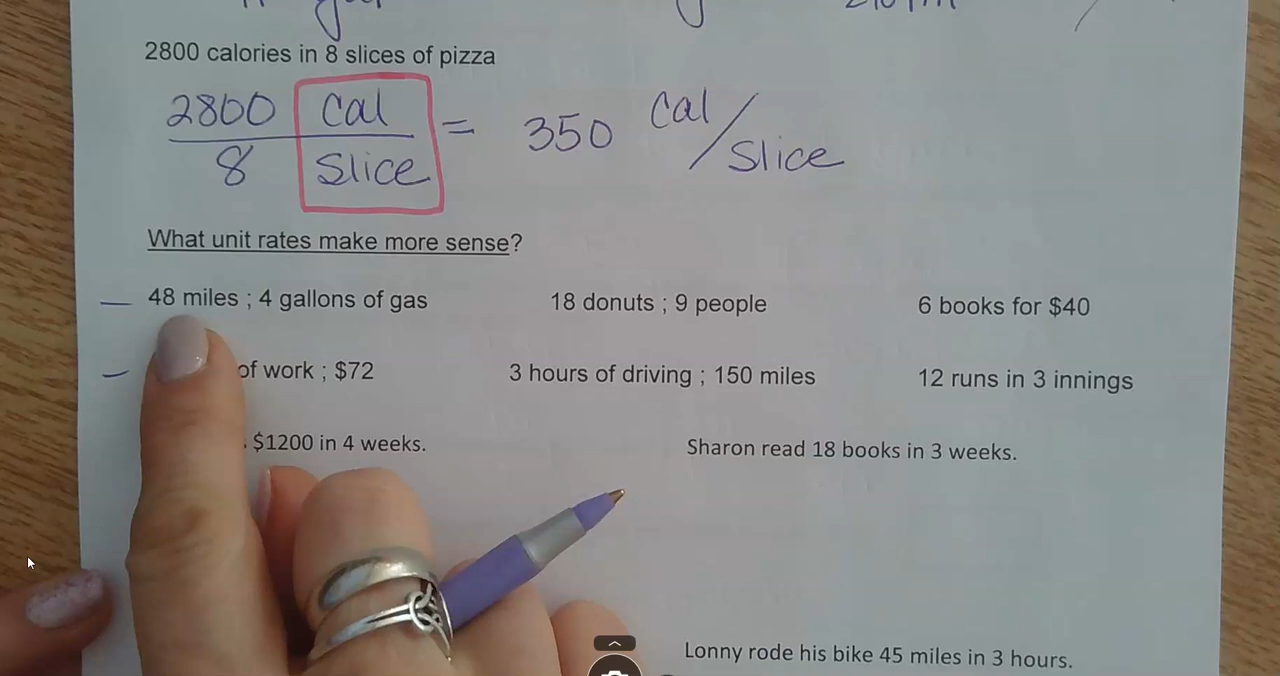 2800 calories in 8 slices of pizza
2800 Cal = 350 Cal/Slice
8 Slice
What unit rates make more sense?
48 miles ; 4 gallons of gas 18 donuts ; 9 people 6 books for $40
of work ; $72 3 hours of driving ; 150 miles 12 runs in 3 innings
$1200 in 4 weeks. Sharon read 18 books in 3 weeks.
Lonny rode his bike 45 miles in 3 hours.